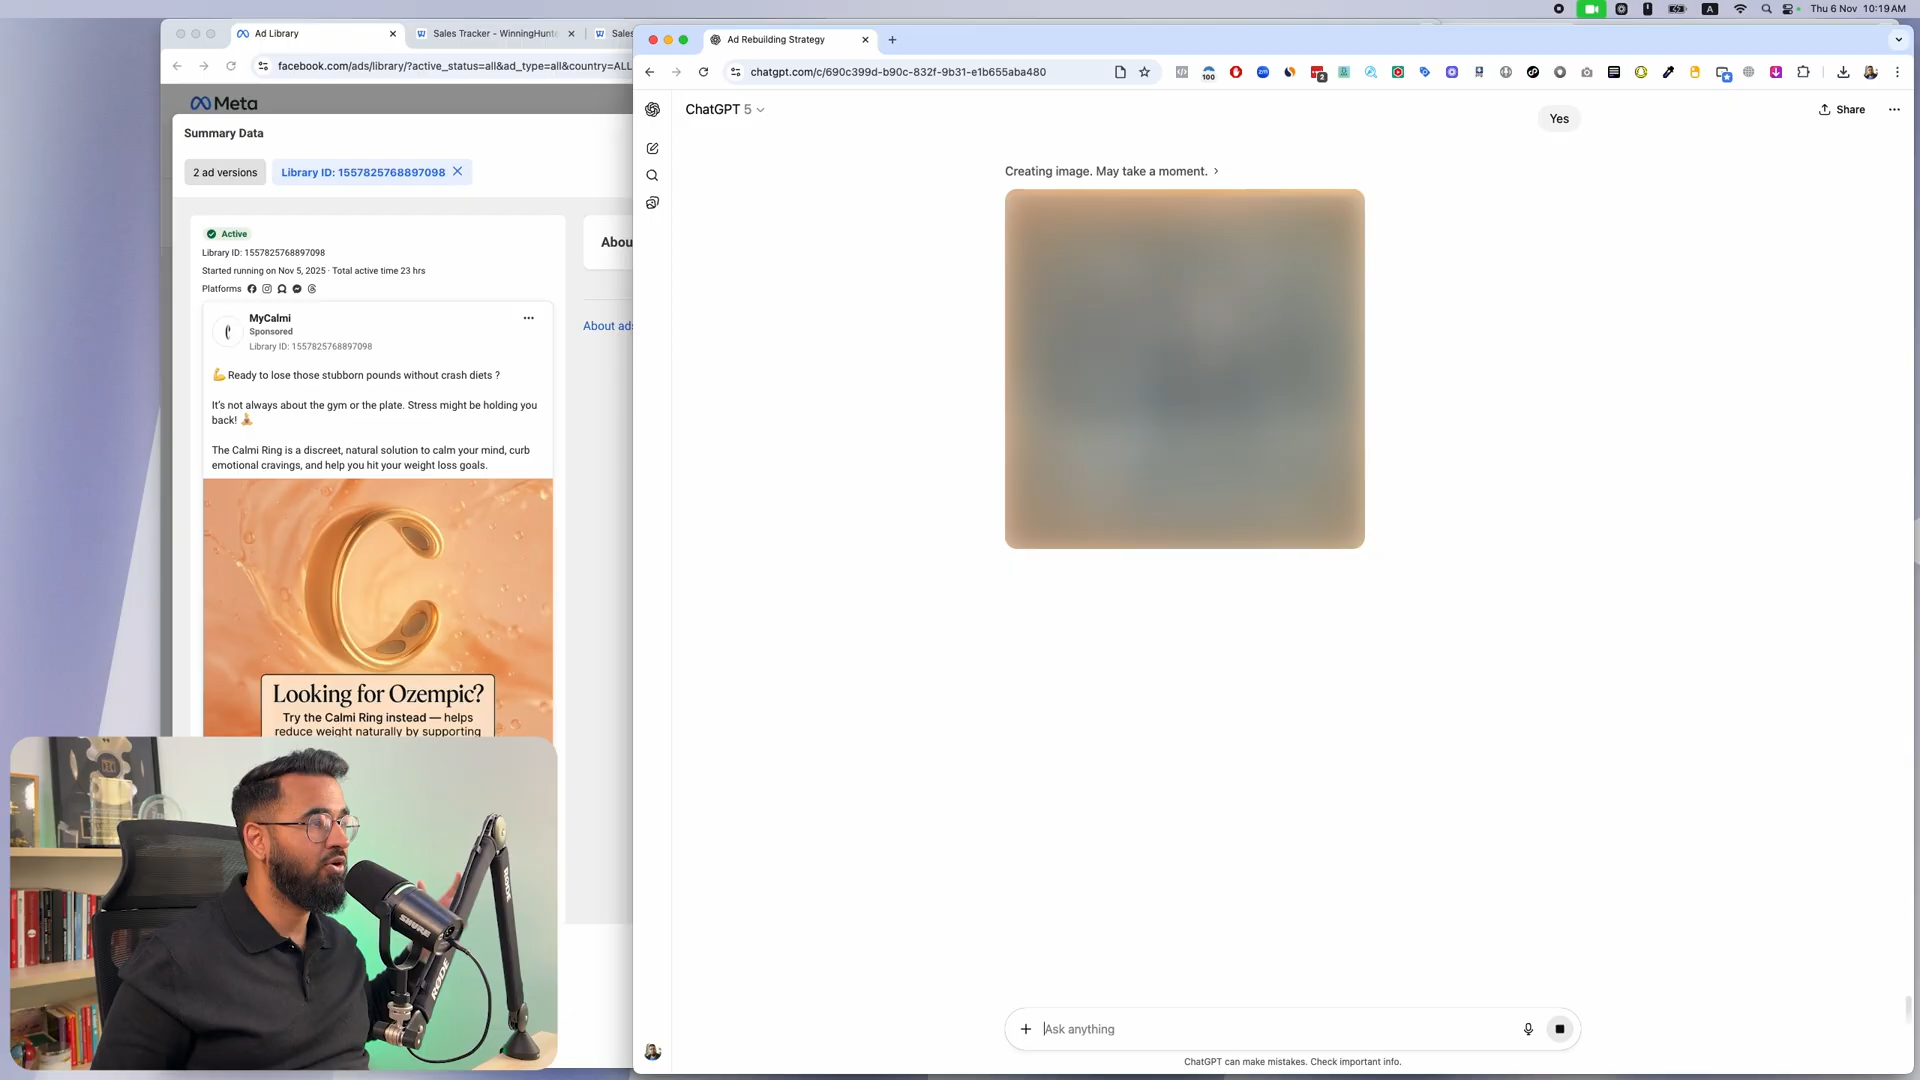 Thu 6 Nov 10:19 AM
Ad Library
Sales Tracker - WinningHunte
Sales
facebook.com/ads/library/?active_status=all&ad_type=all&country=ALL
Meta
Summary Data
2 ad versions
Library ID: 1557825768897098
Active
Library ID: 1557825768897098
Started running on Nov 5, 2025 · Total active time 23 hrs
Platforms
MyCalmi
Sponsored
Library ID: 1557825768897098
💪Ready to lose those stubborn pounds without crash diets ?
It's not always about the gym or the plate. Stress might be holding you
back! 🧘
The Calmi Ring is a discreet, natural solution to calm your mind, curb
emotional cravings, and help you hit your weight loss goals.
Looking for Ozempic?
Try the Calmi Ring instead — helps
reduce weight naturally by supporting
Abou
About ads
Ad Rebuilding Strategy
chatgpt.com/c/690c399d-b90c-832f-9b31-e1b655aba480
100
2
ChatGPT 5
Share
Yes
Creating image. May take a moment.
Ask anything
ChatGPT can make mistakes. Check important info.
SHURE
RODE
RODE